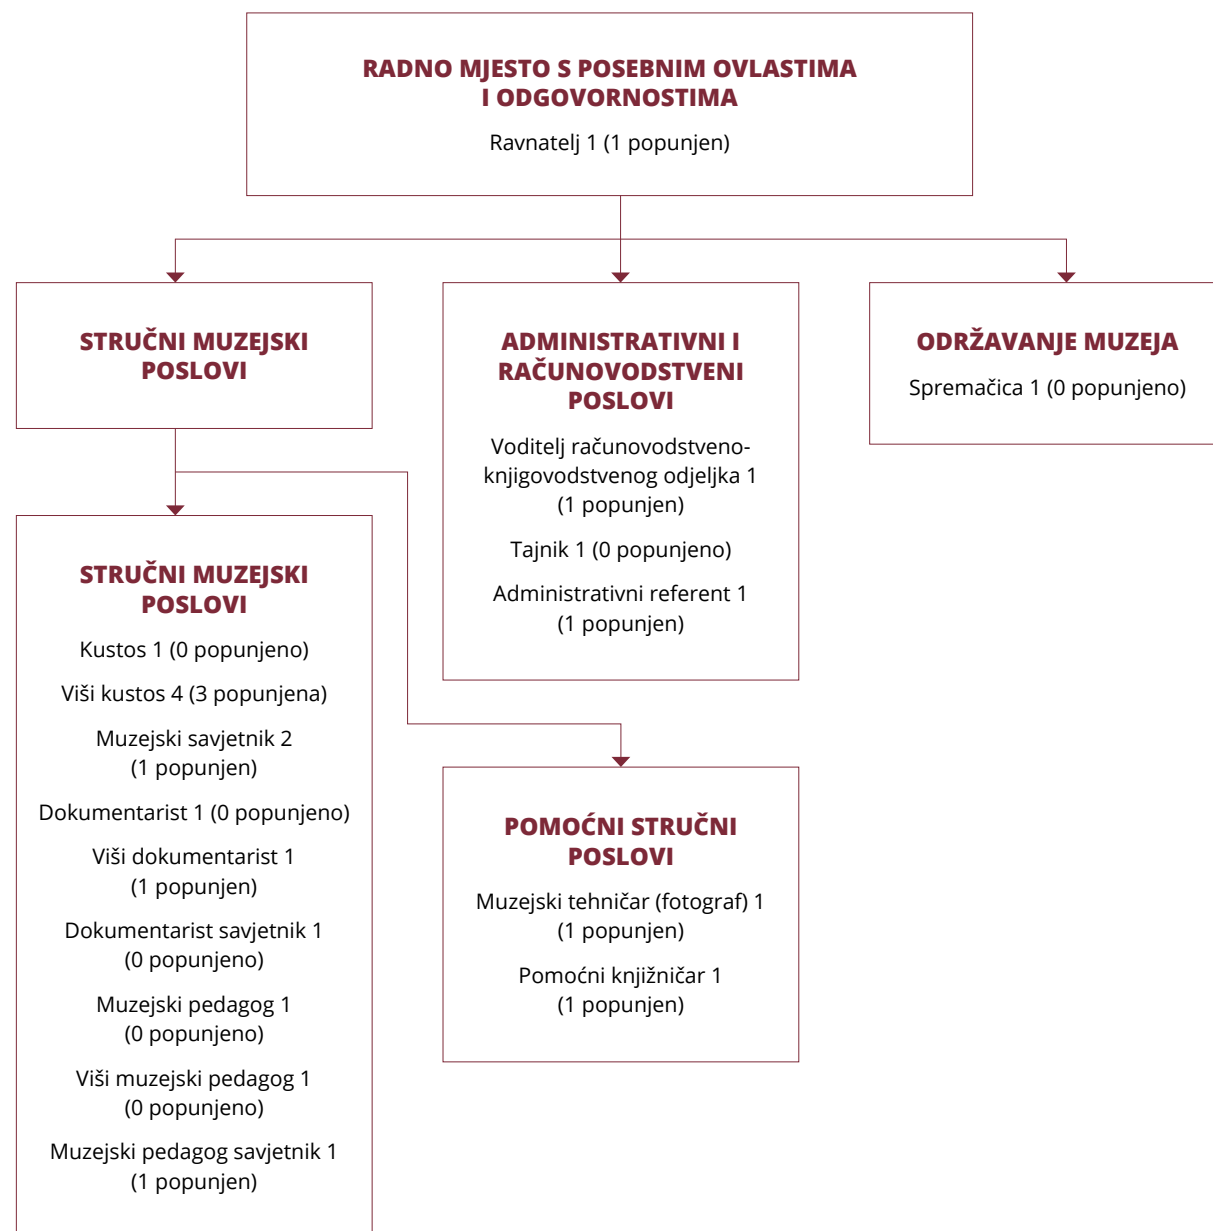 RADNO MJESTO S POSEBNIM OVLASTIMA
I ODGOVORNOSTIMA
Ravnatelj 1 (1 popunjen)
STRUČNI MUZEJSKI
POSLOVI
ADMINISTRATIVNI I
RAČUNOVODSTVENI
POSLOVI
Voditelj računovodstveno-
knjigovodstvenog odjeljka 1
(1 popunjen)
Tajnik 1 (0 popunjeno)
Administrativni referent 1
(1 popunjen)
ODRŽAVANJE MUZEJA
Spremačica 1 (0 popunjeno)
STRUČNI MUZEJSKI
POSLOVI
Kustos 1 (0 popunjeno)
Viši kustos 4 (3 popunjena)
Muzejski savjetnik 2
(1 popunjen)
Dokumentarist 1 (0 popunjeno)
Viši dokumentarist 1
(1 popunjen)
Dokumentarist savjetnik 1
(0 popunjeno)
Muzejski pedagog 1
(0 popunjeno)
Viši muzejski pedagog 1
(0 popunjeno)
Muzejski pedagog savjetnik 1
(1 popunjen)
POMOĆNI STRUČNI
POSLOVI
Muzejski tehničar (fotograf) 1
(1 popunjen)
Pomoćni knjižničar 1
(1 popunjen)